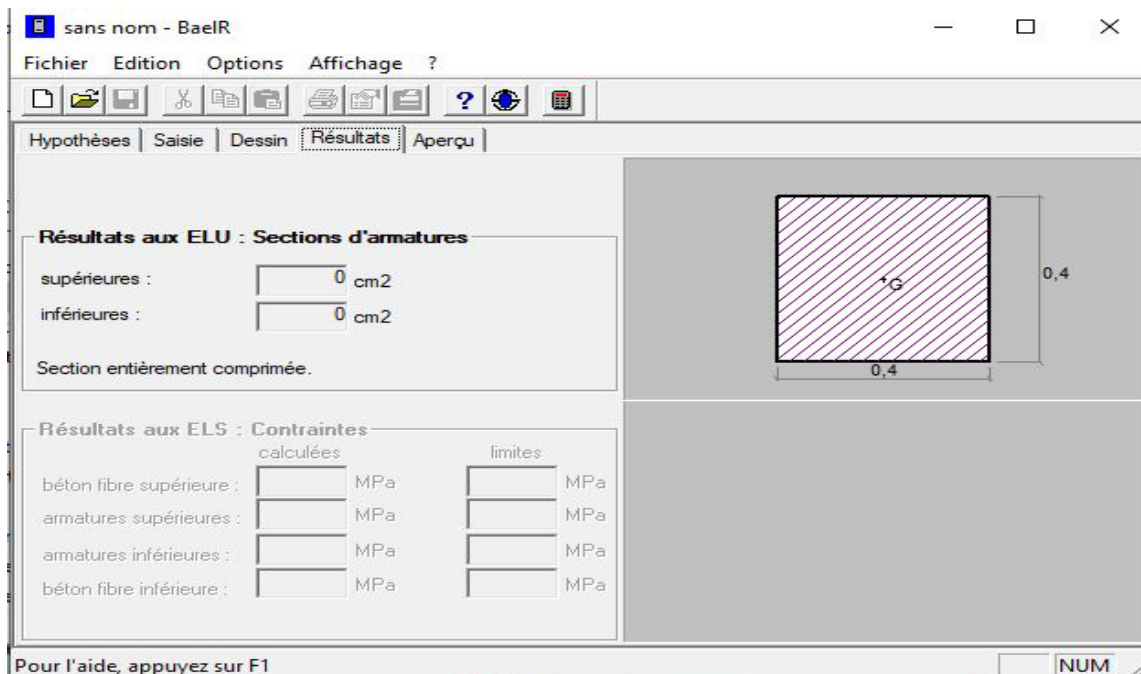 sans nom - BaelR
Fichier Edition Options Affichage ?
Hypothèses Saisie Dessin Résultats Aperçu
Résultats aux ELU : Sections d'armatures
supérieures : 0 cm2
inférieures : 0 cm2
Section entièrement comprimée.
Résultats aux ELS : Contraintes
calculées limites
béton fibre supérieure : MPa MPa
armatures supérieures : MPa MPa
armatures inférieures : MPa MPa
béton fibre inférieure : MPa MPa
G
0,4
0,4
Pour l'aide, appuyez sur F1
NUM